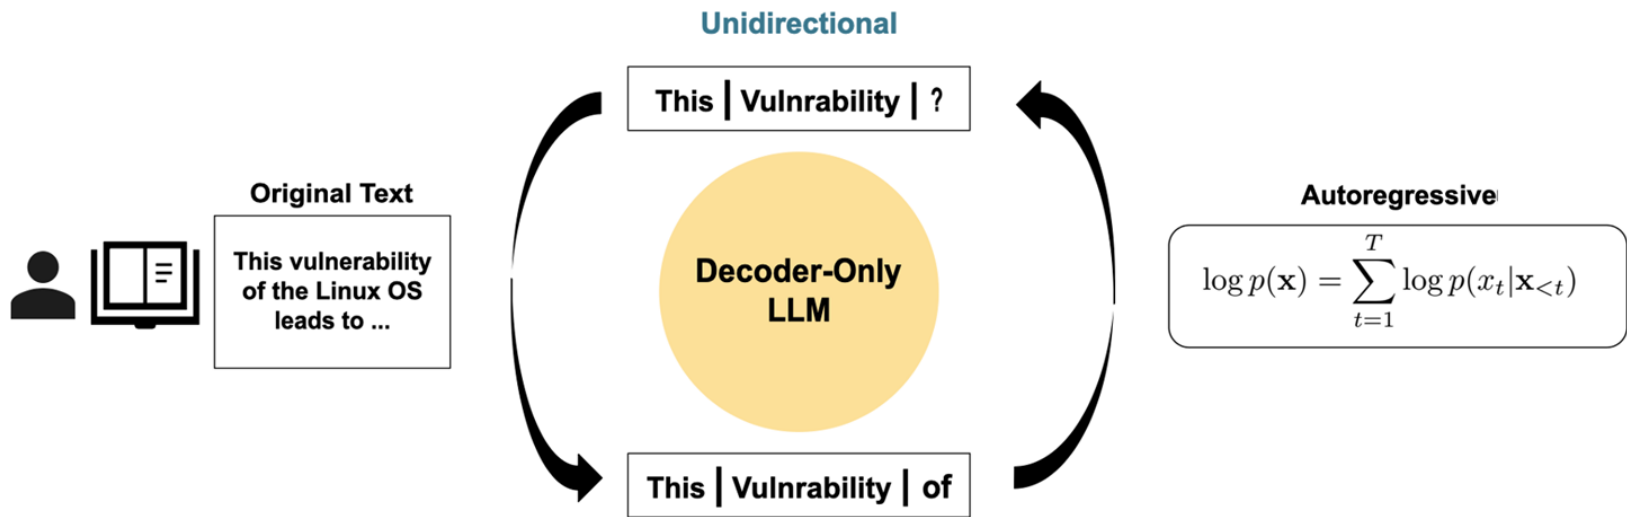 Unidirectional
This | Vulnrability | ?
Original Text
This vulnerability
of the Linux OS
leads to ...
Decoder-Only
LLM
This | Vulnrability | of
Autoregressive
log p(x) = ∑_{t=1}^{T} log p(x_t|x_{<t})